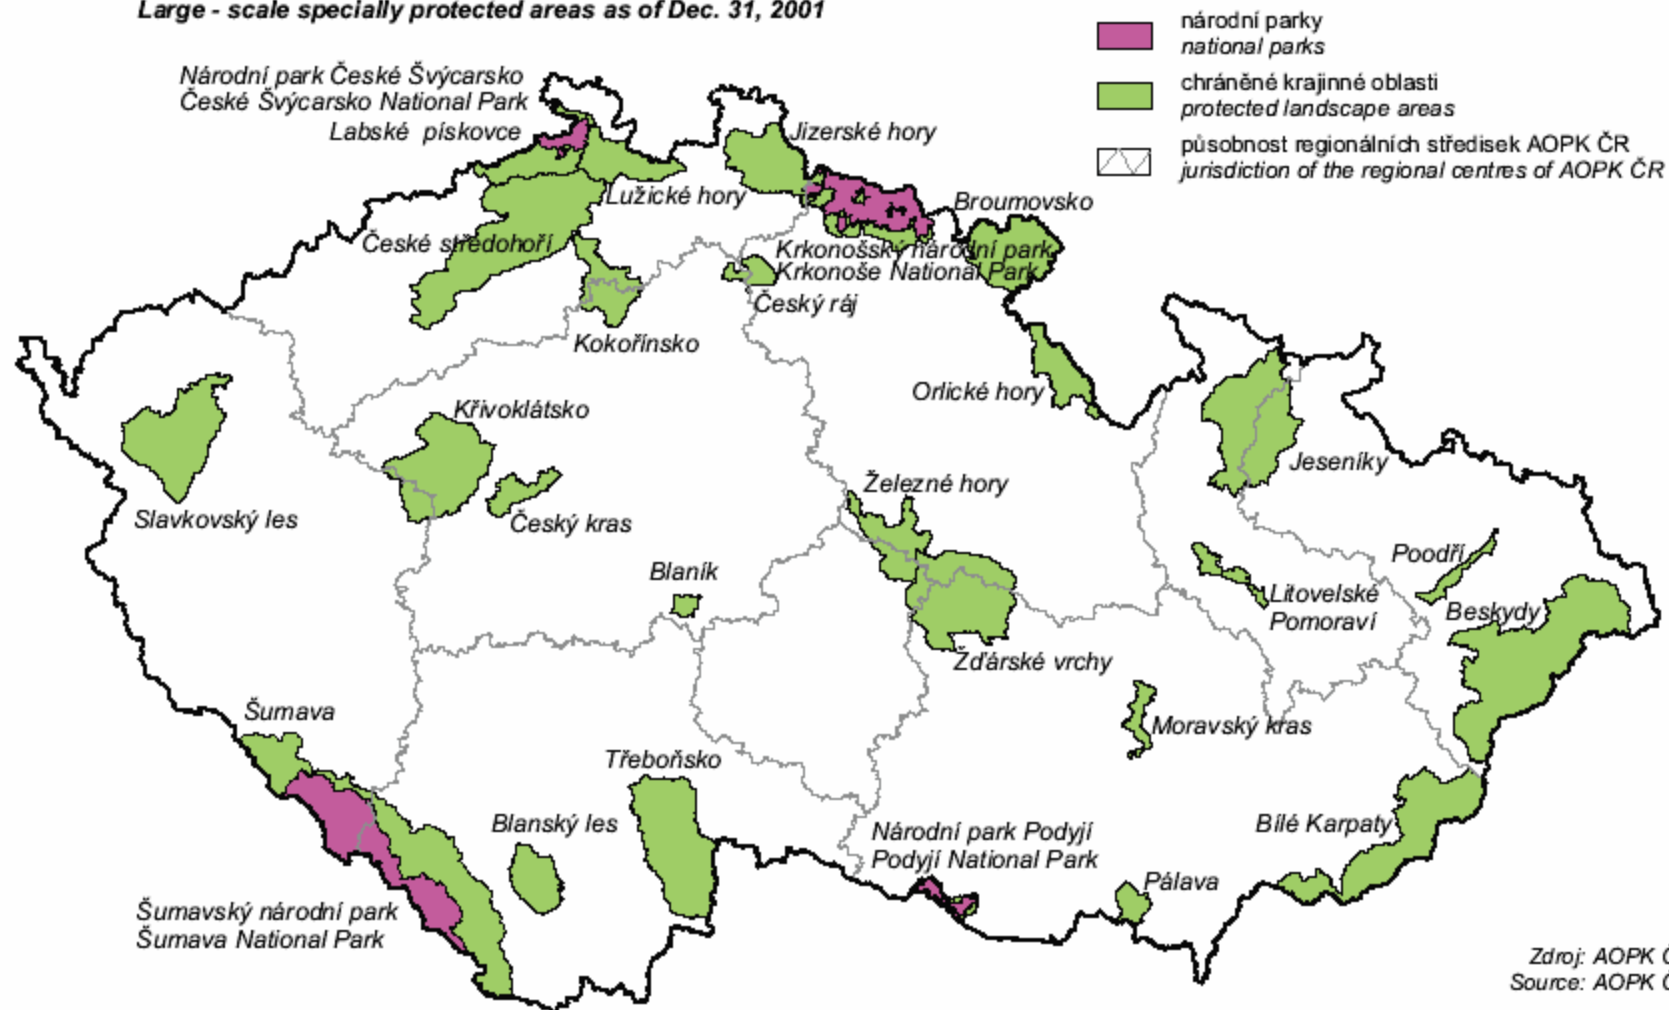 Large - scale specially protected areas as of Dec. 31, 2001
národní parky
national parks
chráněné krajinné oblasti
protected landscape areas
působnost regionálních středisek AOPK ČR
jurisdiction of the regional centres of AOPK ČR
Národní park České Švýcarsko
České Švýcarsko National Park
Labské pískovce
Jizerské hory
Lužické hory
Broumovsko
České středohoří
Krkonošský národní park
Krkonoše National Park
Český ráj
Kokořínsko
Orlické hory
Křivoklátsko
Jeseníky
Železné hory
Slavkovský les
Český kras
Poodří
Blaník
Litovelské
Pomoraví
Beskydy
Žďárské vrchy
Šumava
Moravský kras
Třeboňsko
Blanský les
Národní park Podyjí
Podyjí National Park
Bílé Karpaty
Pálava
Šumavský národní park
Šumava National Park
Zdroj: AOPK
Source: AOPK